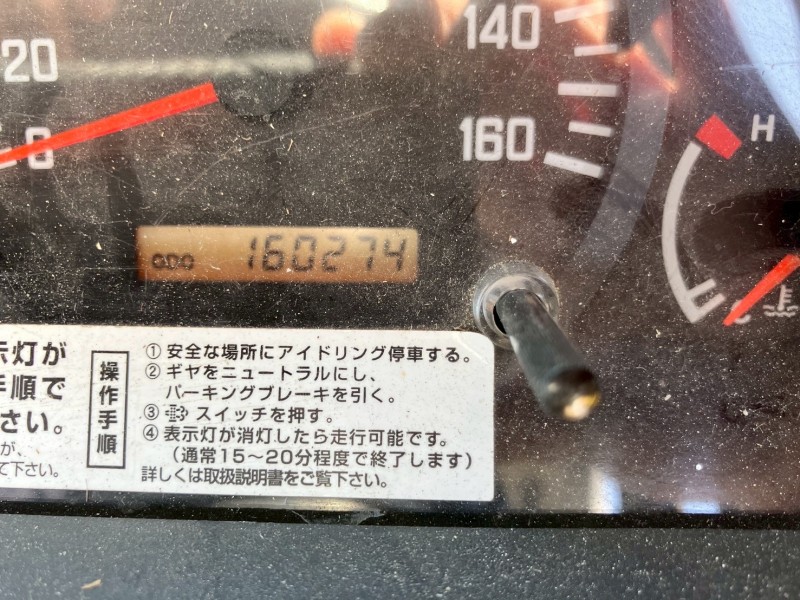 140
20
160
0
H
ODO 160274
C
示灯が
手順で
さい。
が、
て下さい。
操作手順
① 安全な場所にアイドリング停車する。
② ギヤをニュートラルにし、
パーキングブレーキを引く。
③ スイッチを押す。
④ 表示灯が消灯したら走行可能です。
（通常15〜20分程度で終了します）
詳しくは取扱説明書をご覧下さい。